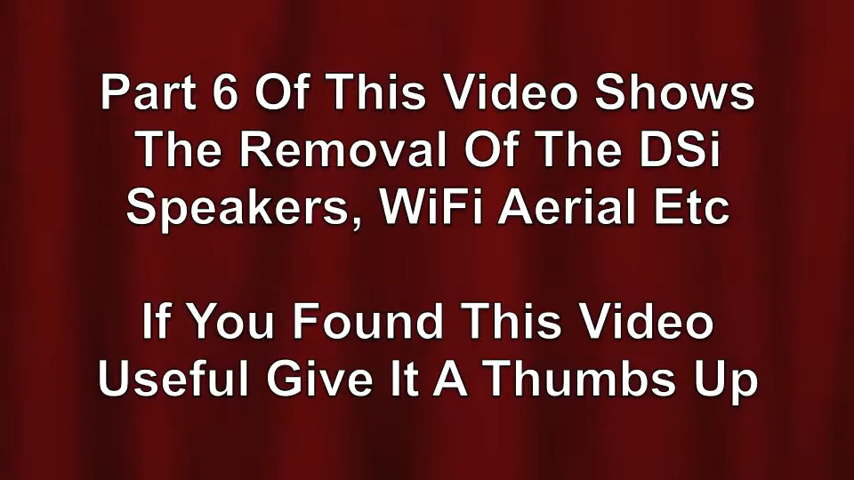 Part 6 Of This Video Shows
The Removal Of The DSi
Speakers, WiFi Aerial Etc
If You Found This Video
Useful Give It A Thumbs Up